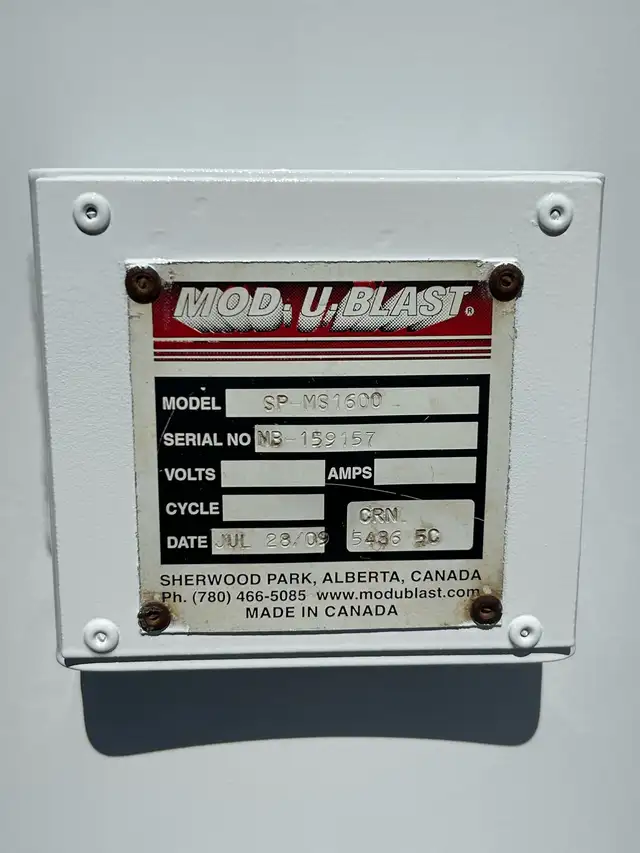 MOD-U-BLAST®
MODEL SP-MS1600
SERIAL NO MB-159157
VOLTS AMPS
CYCLE CRN
DATE JUL 28/09 5436 5C
SHERWOOD PARK, ALBERTA, CANADA
Ph. (780) 466-5085 www.modublast.com
MADE IN CANADA